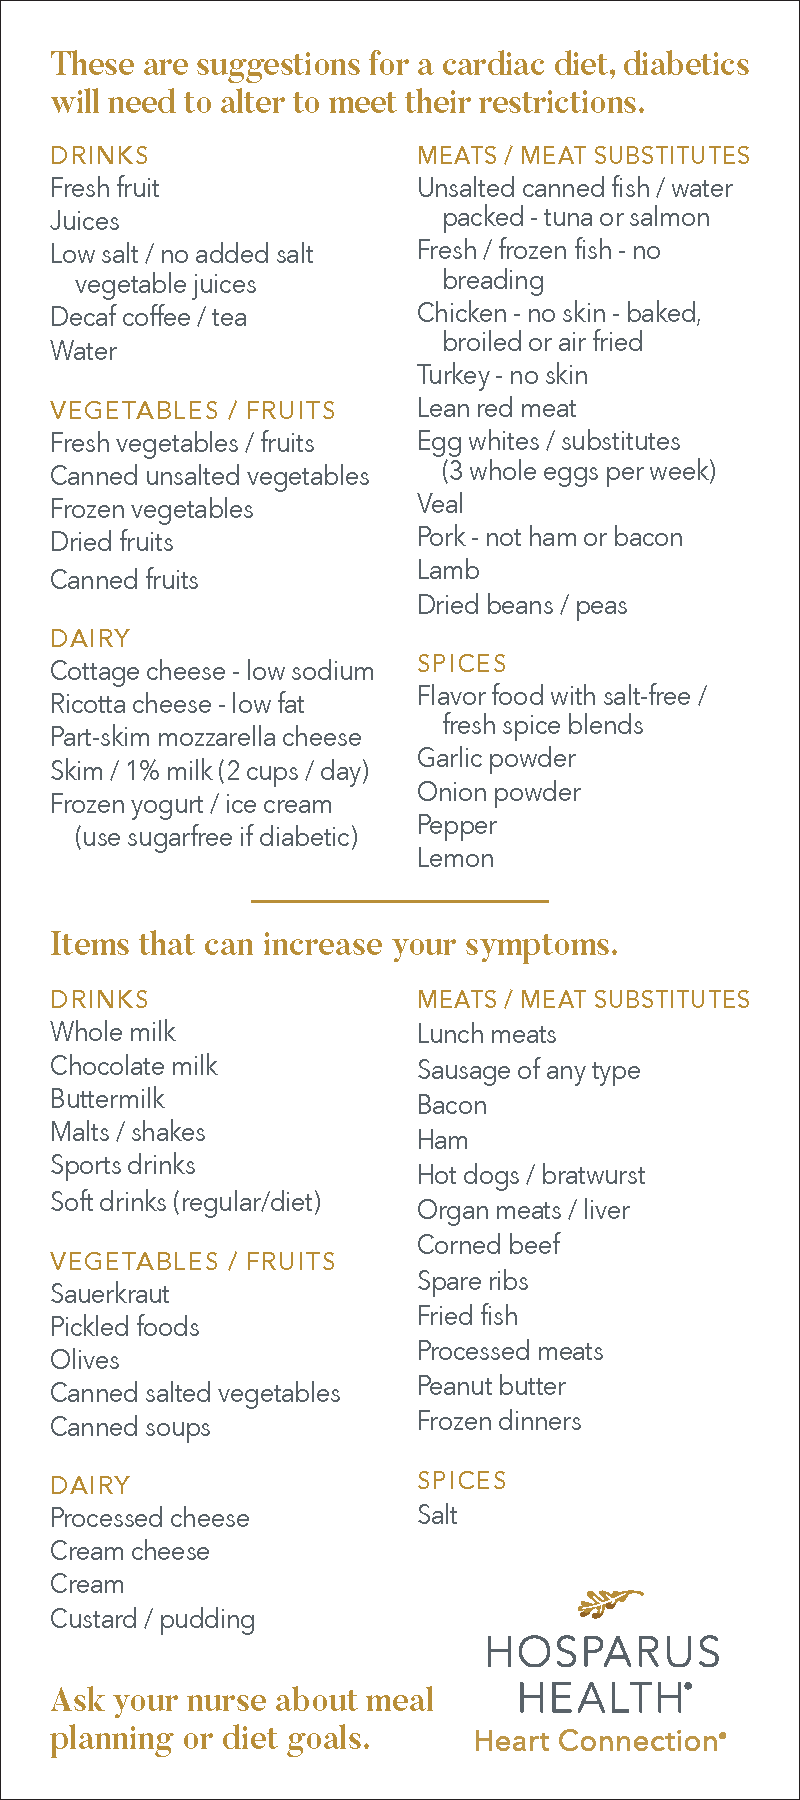 These are suggestions for a cardiac diet, diabetics
will need to alter to meet their restrictions.
DRINKS
Fresh fruit
Juices
Low salt / no added salt
vegetable juices
Decaf coffee / tea
Water
VEGETABLES / FRUITS
Fresh vegetables / fruits
Canned unsalted vegetables
Frozen vegetables
Dried fruits
Canned fruits
DAIRY
Cottage cheese - low sodium
Ricotta cheese - low fat
Part-skim mozzarella cheese
Skim / 1% milk (2 cups / day)
Frozen yogurt / ice cream
(use sugarfree if diabetic)
MEATS / MEAT SUBSTITUTES
Unsalted canned fish / water
packed - tuna or salmon
Fresh / frozen fish - no
breading
Chicken - no skin - baked,
broiled or air fried
Turkey - no skin
Lean red meat
Egg whites / substitutes
(3 whole eggs per week)
Veal
Pork - not ham or bacon
Lamb
Dried beans / peas
SPICES
Flavor food with salt-free /
fresh spice blends
Garlic powder
Onion powder
Pepper
Lemon
Items that can increase your symptoms.
DRINKS
Whole milk
Chocolate milk
Buttermilk
Malts / shakes
Sports drinks
Soft drinks (regular/diet)
VEGETABLES / FRUITS
Sauerkraut
Pickled foods
Olives
Canned salted vegetables
Canned soups
DAIRY
Processed cheese
Cream cheese
Cream
Custard / pudding
MEATS / MEAT SUBSTITUTES
Lunch meats
Sausage of any type
Bacon
Ham
Hot dogs / bratwurst
Organ meats / liver
Corned beef
Spare ribs
Fried fish
Processed meats
Peanut butter
Frozen dinners
SPICES
Salt
Ask your nurse about meal
planning or diet goals.
HOSPARUS
HEALTH®
Heart Connection®